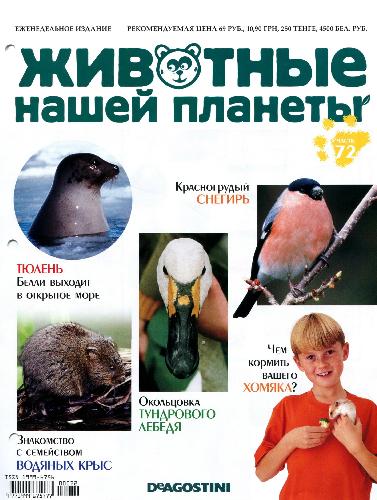 ЕЖЕНЕДЕЛЬНОЕ ИЗДАНИЕ
РЕКОМЕНДУЕМАЯ ЦЕНА 69 РУБ., 10,90 ГРН, 250 ТЕНГЕ, 4500 БЕЛ. РУБ.
ЖИВОТНЫЕ
НАШЕЙ ПЛАНЕТЫ
ЧАСТЬ
72
Красногрудый
СНЕГИРЬ
ТЮЛЕНЬ
Белли выходит
в открытое море
Чем
кормить
вашего
ХОМЯКА?
Окольцовка
ТУНДРОВОГО
ЛЕБЕДЯ
Знакомство
с семейством
ВОДЯНЫХ КРЫС
00072
DeAGOSTINI